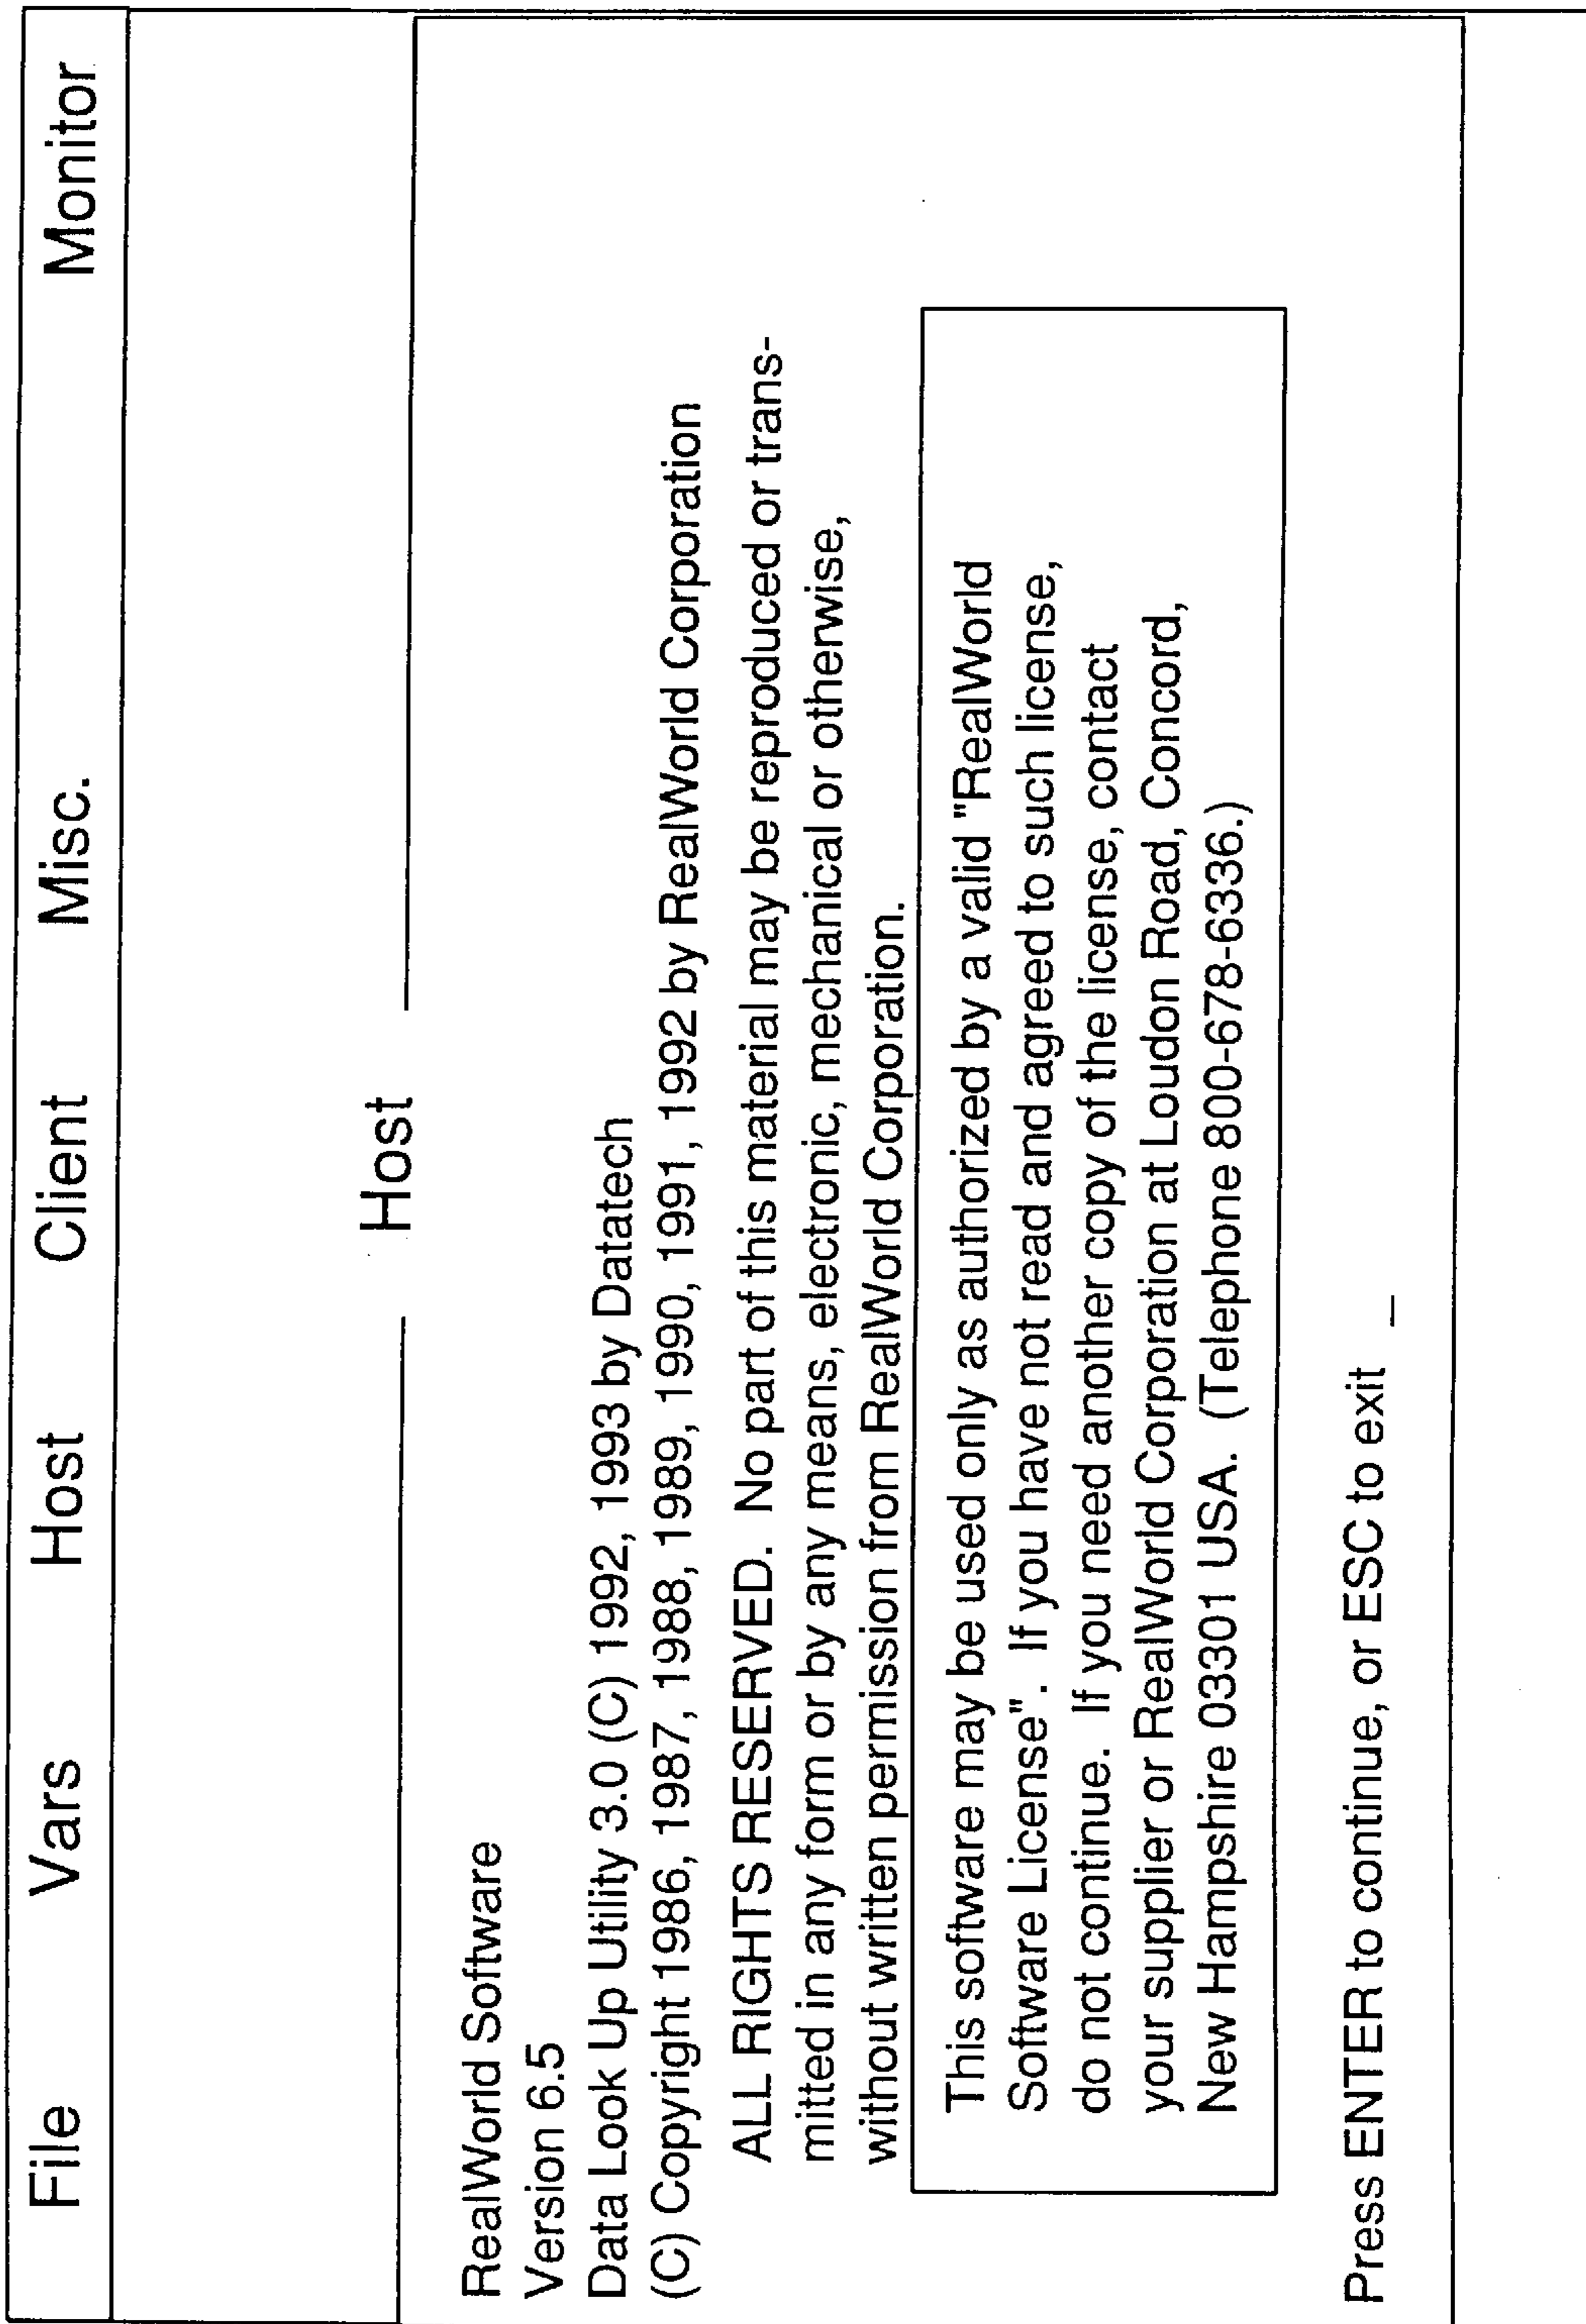 File Vars Host Client Misc. Monitor
Host
RealWorld Software
Version 6.5
Data Look Up Utility 3.0 (C) 1992, 1993 by Datatech
(C) Copyright 1986, 1987, 1988, 1989, 1990, 1991, 1992 by RealWorld Corporation
ALL RIGHTS RESERVED. No part of this material may be reproduced or trans-
mitted in any form or by any means, electronic, mechanical or otherwise,
without written permission from RealWorld Corporation.
This software may be used only as authorized by a valid "RealWorld
Software License". If you have not read and agreed to such license,
do not continue. If you need another copy of the license, contact
your supplier or RealWorld Corporation at Loudon Road, Concord,
New Hampshire 03301 USA. (Telephone 800-678-6336.)
Press ENTER to continue, or ESC to exit _